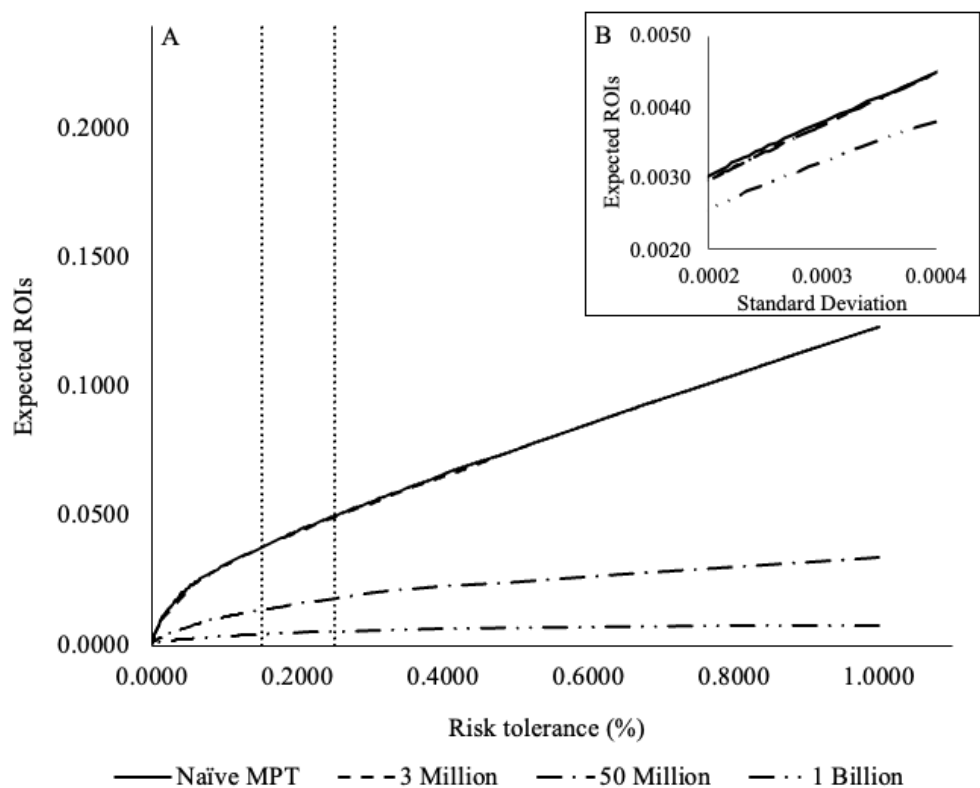 A
0.2000
0.1500
0.1000
0.0500
0.0000
Expected ROIs
0.0000 0.2000 0.4000 0.6000 0.8000 1.0000
Risk tolerance (%)
B
0.0050
0.0040
0.0030
0.0020
Expected ROIs
0.0002 0.0003 0.0004
Standard Deviation
Naïve MPT 3 Million 50 Million 1 Billion